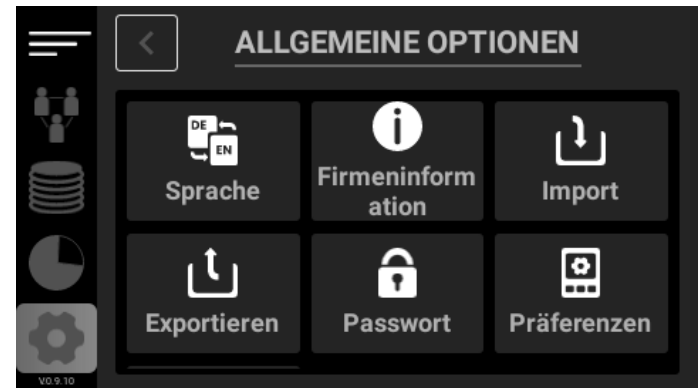 ALLGEMEINE OPTIONEN
DE
EN
Sprache
i
Firmeninform
ation
Import
Exportieren
Passwort
Präferenzen
V0.9.10